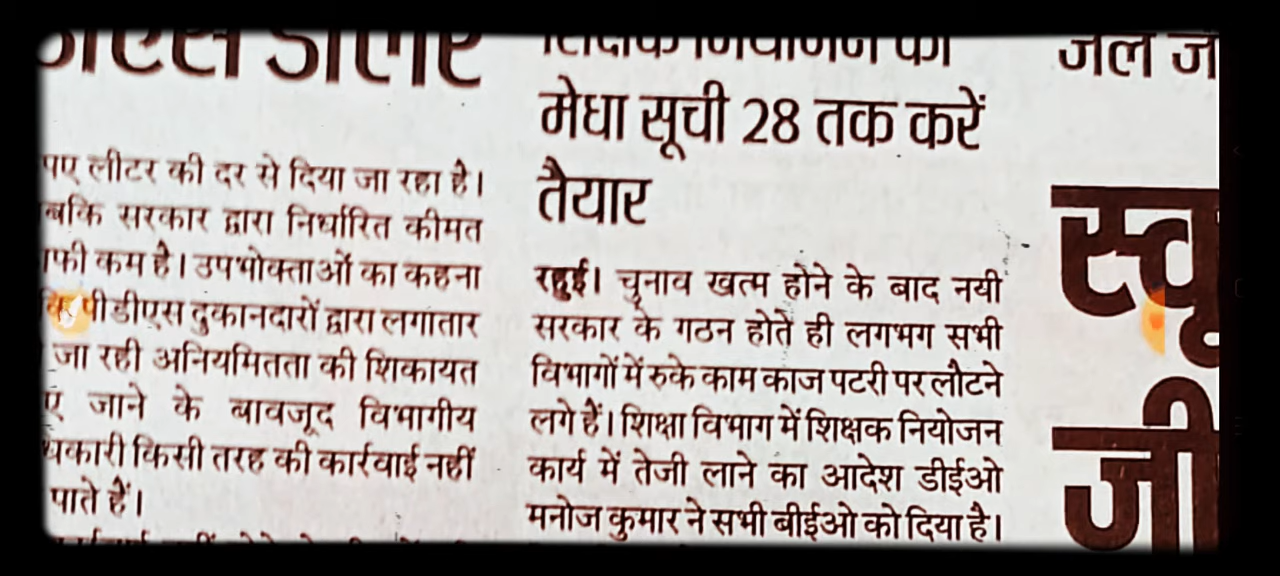 लीटर की दर से दिया जा रहा है।
सरकार द्वारा निर्धारित कीमत
कम है। उपभोक्ताओं का कहना
पीडीएस दुकानदारों द्वारा लगातार
जा रही अनियमितता की शिकायत
जाने के बावजूद विभागीय
किसी तरह की कार्रवाई नहीं
पाते हैं।
मेधा सूची 28 तक करें
तैयार
रहुई। चुनाव खत्म होने के बाद नयी
सरकार के गठन होते ही लगभग सभी
विभागों में रुके काम काज पटरी पर लौटने
लगे हैं। शिक्षा विभाग में शिक्षक नियोजन
कार्य में तेजी लाने का आदेश डीईओ
मनोज कुमार ने सभी बीईओ को दिया है।
जल